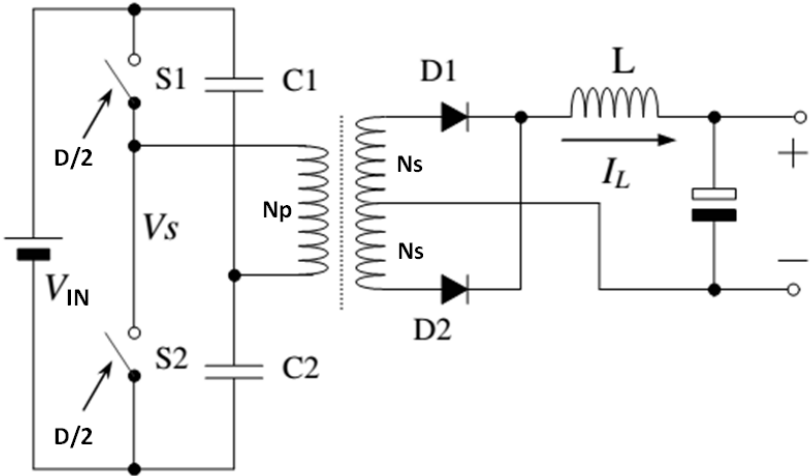 S1
C1
D/2
Vs
Np
V_IN
S2
C2
D/2
D1
L
I_L
Ns
Ns
D2
+
−